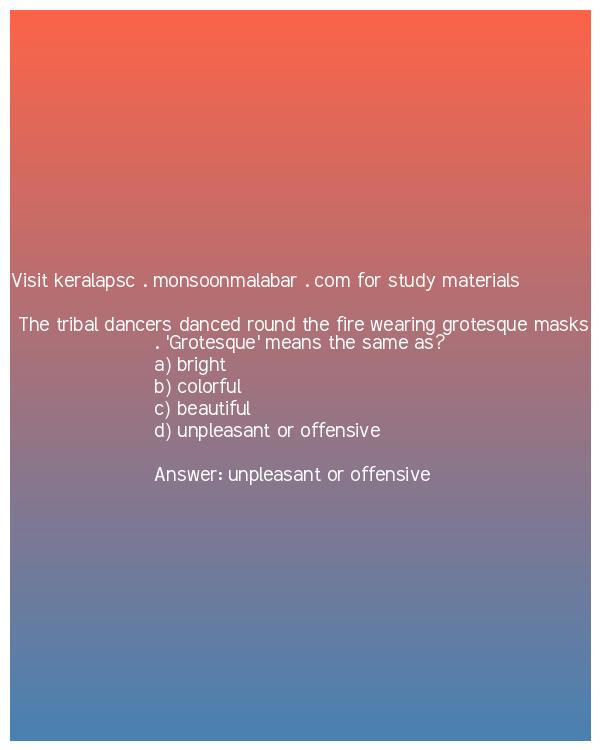 Visit keralapsc . monsoonmalabar . com for study materials
The tribal dancers danced round the fire wearing grotesque masks
. 'Grotesque' means the same as?
a) bright
b) colorful
c) beautiful
d) unpleasant or offensive
Answer: unpleasant or offensive